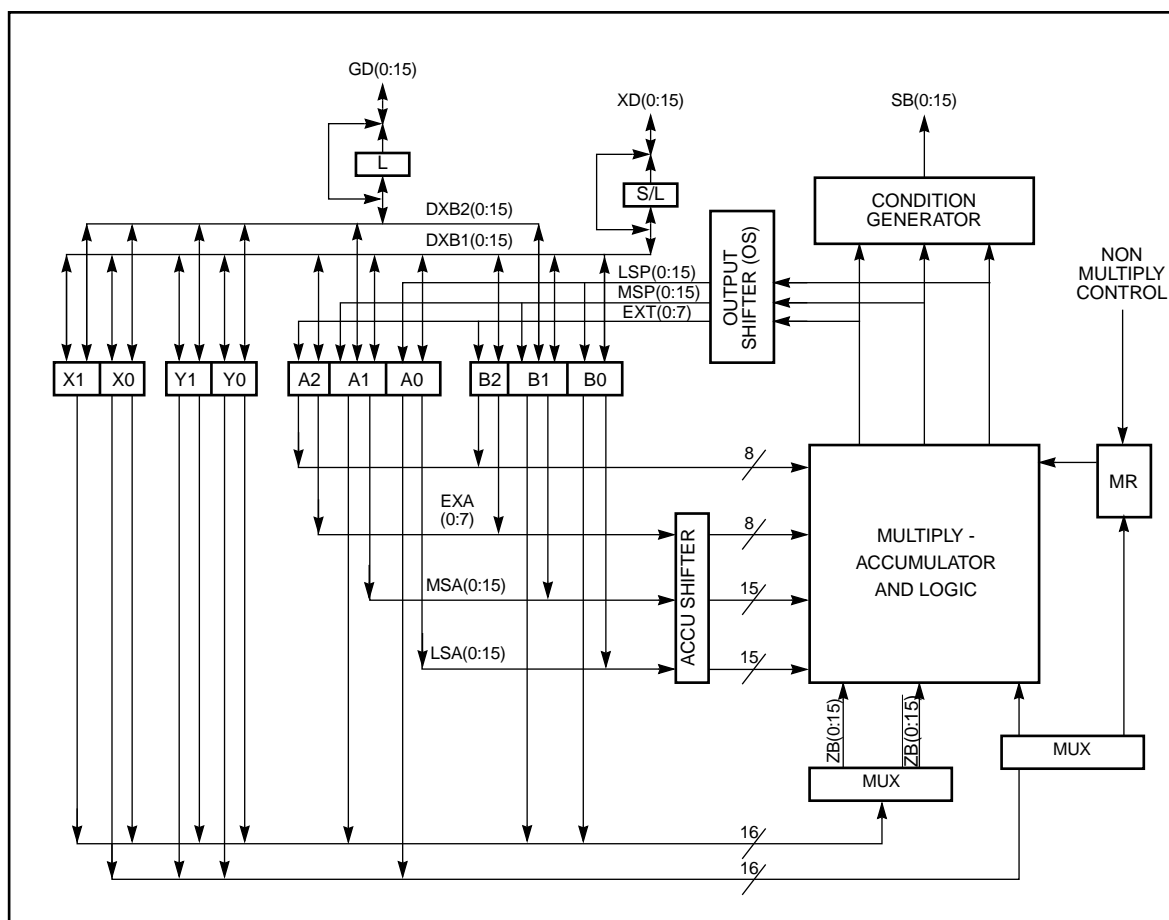 GD(0:15)
XD(0:15)
SB(0:15)
L
S/L
CONDITION
GENERATOR
DXB2(0:15)
DXB1(0:15)
OUTPUT
SHIFTER (OS)
NON
MULTIPLY
CONTROL
LSP(0:15)
MSP(0:15)
EXT(0:7)
X1
X0
Y1
Y0
A2
A1
A0
B2
B1
B0
8
MR
EXA
(0:7)
8
ACCU SHIFTER
MULTIPLY -
ACCUMULATOR
AND LOGIC
MSA(0:15)
15
LSA(0:15)
15
ZB(0:15)
ZB(0:15)
MUX
MUX
16
16